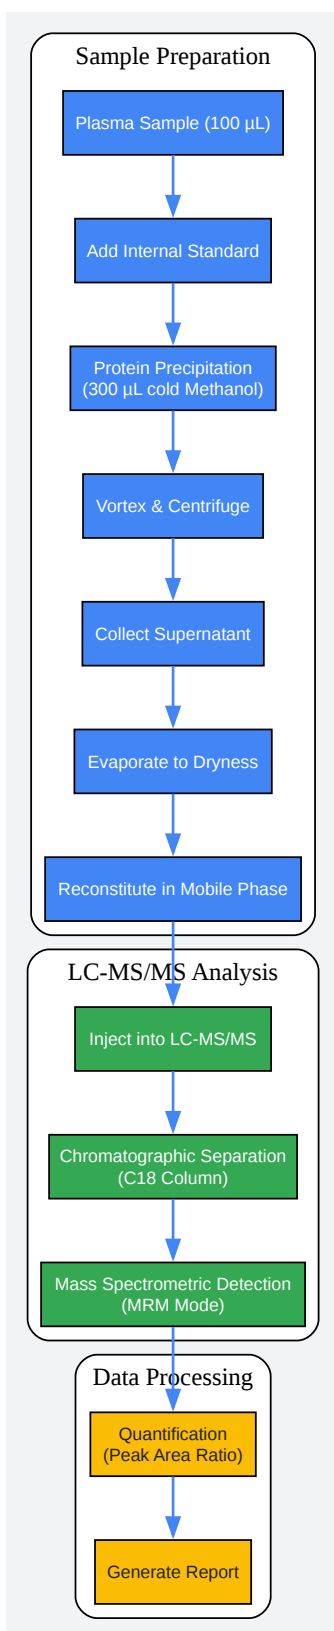 Sample Preparation
Plasma Sample (100 µL)
Add Internal Standard
Protein Precipitation
(300 µL cold Methanol)
Vortex & Centrifuge
Collect Supernatant
Evaporate to Dryness
Reconstitute in Mobile Phase
LC-MS/MS Analysis
Inject into LC-MS/MS
Chromatographic Separation
(C18 Column)
Mass Spectrometric Detection
(MRM Mode)
Data Processing
Quantification
(Peak Area Ratio)
Generate Report